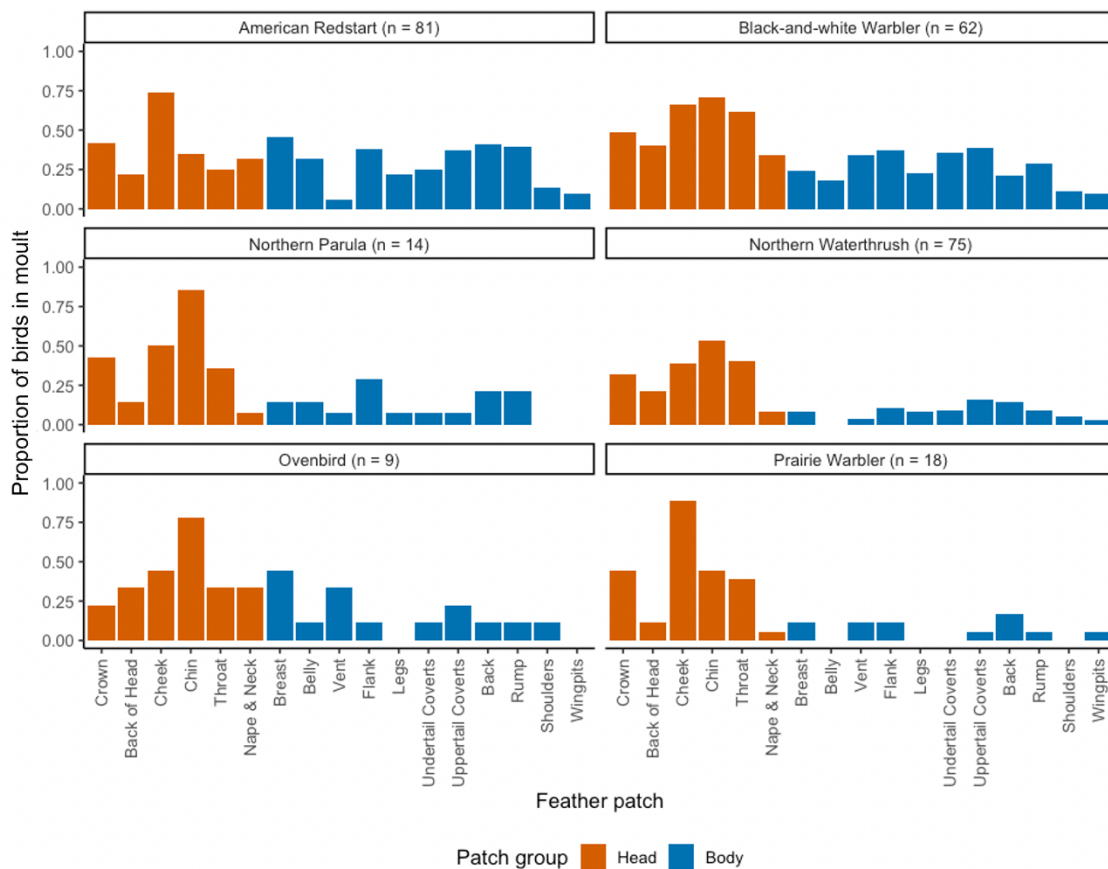 American Redstart (n = 81)
Black-and-white Warbler (n = 62)
1.00
0.75
0.50
0.25
0.00
Northern Parula (n = 14)
Northern Waterthrush (n = 75)
1.00
0.75
0.50
0.25
0.00
Ovenbird (n = 9)
Prairie Warbler (n = 18)
1.00
0.75
0.50
0.25
0.00
Proportion of birds in moult
Crown
Back of Head
Cheek
Chin
Throat
Nape & Neck
Breast
Belly
Vent
Flank
Legs
Undertail Coverts
Uppertail Coverts
Back
Rump
Shoulders
Wingpits
Crown
Back of Head
Cheek
Chin
Throat
Nape & Neck
Breast
Belly
Vent
Flank
Legs
Undertail Coverts
Uppertail Coverts
Back
Rump
Shoulders
Wingpits
Feather patch
Patch group Head Body